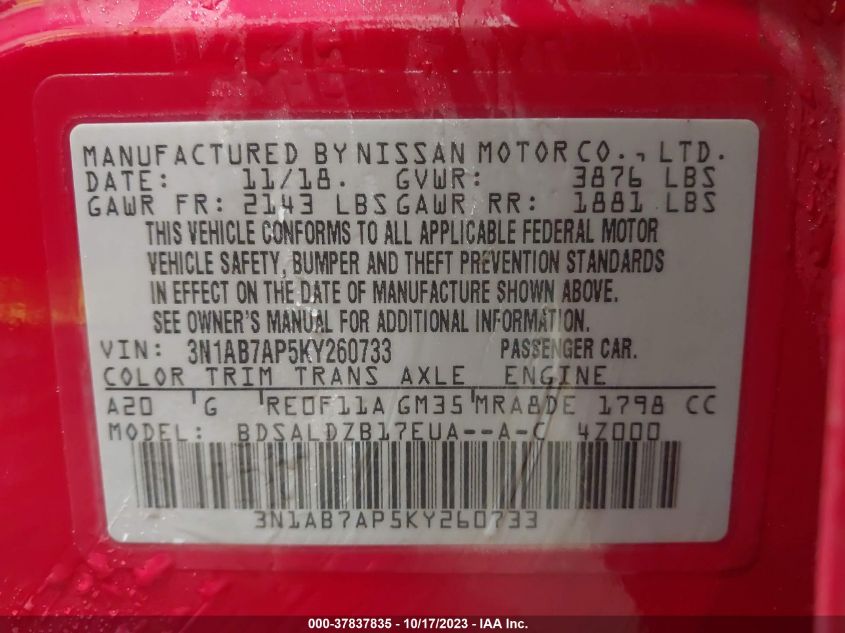 MANUFACTURED BY NISSAN MOTOR CO., LTD.
DATE: 11/18. GVWR: 3876 LBS
GAWR FR: 2143 LBS GAWR RR: 1881 LBS
THIS VEHICLE CONFORMS TO ALL APPLICABLE FEDERAL MOTOR
VEHICLE SAFETY, BUMPER AND THEFT PREVENTION STANDARDS
IN EFFECT ON THE DATE OF MANUFACTURE SHOWN ABOVE.
SEE OWNER'S MANUAL FOR ADDITIONAL INFORMATION.
VIN: 3N1AB7AP5KY260733 PASSENGER CAR.
COLOR TRIM TRANS AXLE ENGINE
A20 G RE0F11A GM35 MRA8DE 1798 CC
MODEL: BDSALDZB17EUA--A-C 4Z000
3N1AB7AP5KY260733
000-37837835 - 10/17/2023 - IAA Inc.